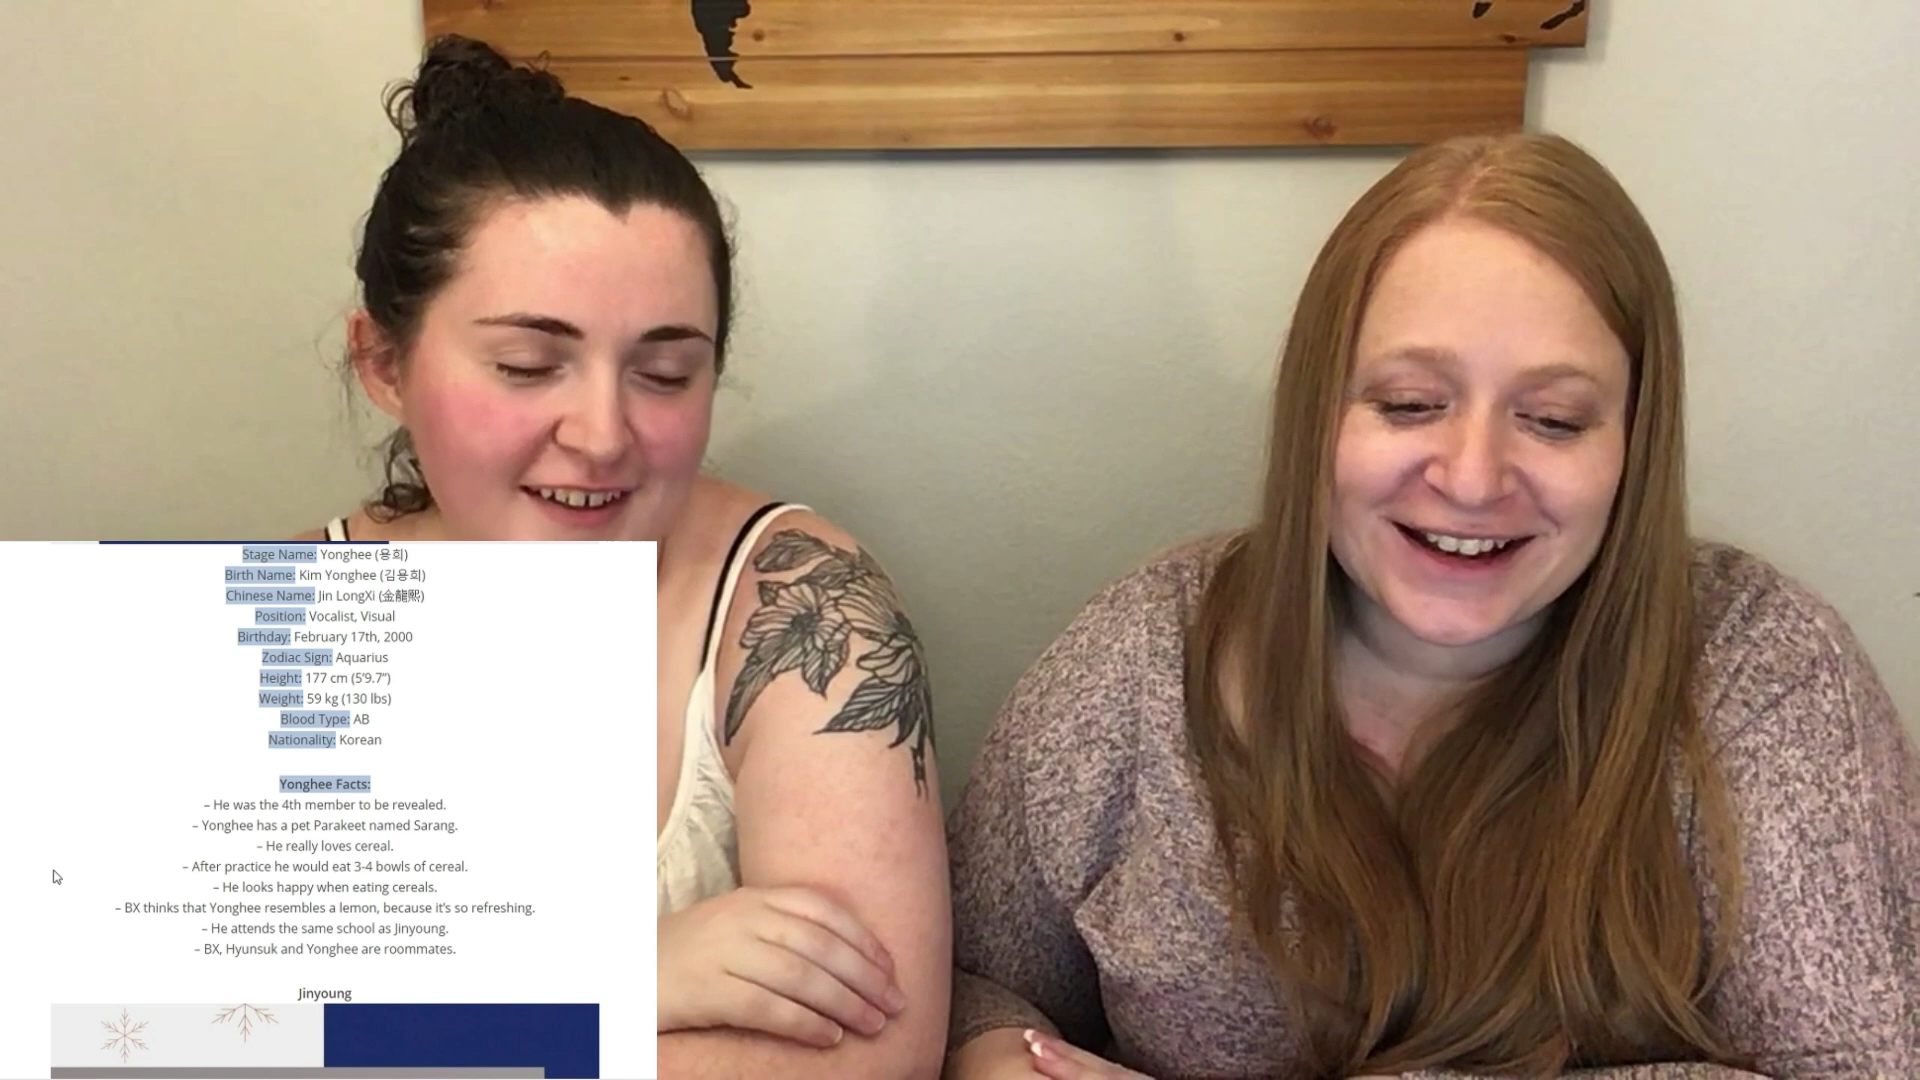 Stage Name: Yonghee (용희)
Birth Name: Kim Yonghee (김용희)
Chinese Name: Jin LongXi (金龍熙)
Position: Vocalist, Visual
Birthday: February 17th, 2000
Zodiac Sign: Aquarius
Height: 177 cm (5’9.7”)
Weight: 59 kg (130 lbs)
Blood Type: AB
Nationality: Korean
Yonghee Facts:
– He was the 4th member to be revealed.
– Yonghee has a pet Parakeet named Sarang.
– He really loves cereal.
– After practice he would eat 3-4 bowls of cereal.
– He looks happy when eating cereals.
– BX thinks that Yonghee resembles a lemon, because it’s so refreshing.
– He attends the same school as Jinyoung.
– BX, Hyunsuk and Yonghee are roommates.
Jinyoung